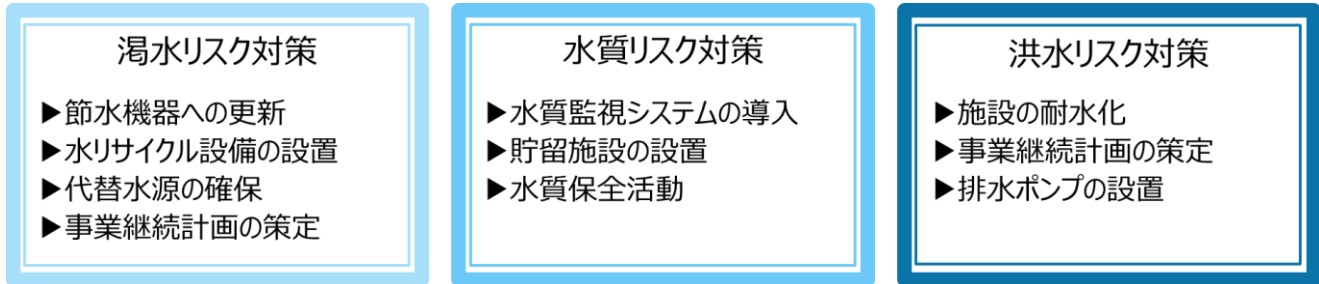 渇水リスク対策
▶節水機器への更新
▶水リサイクル設備の設置
▶代替水源の確保
▶事業継続計画の策定
水質リスク対策
▶水質監視システムの導入
▶貯留施設の設置
▶水質保全活動
洪水リスク対策
▶施設の耐水化
▶事業継続計画の策定
▶排水ポンプの設置